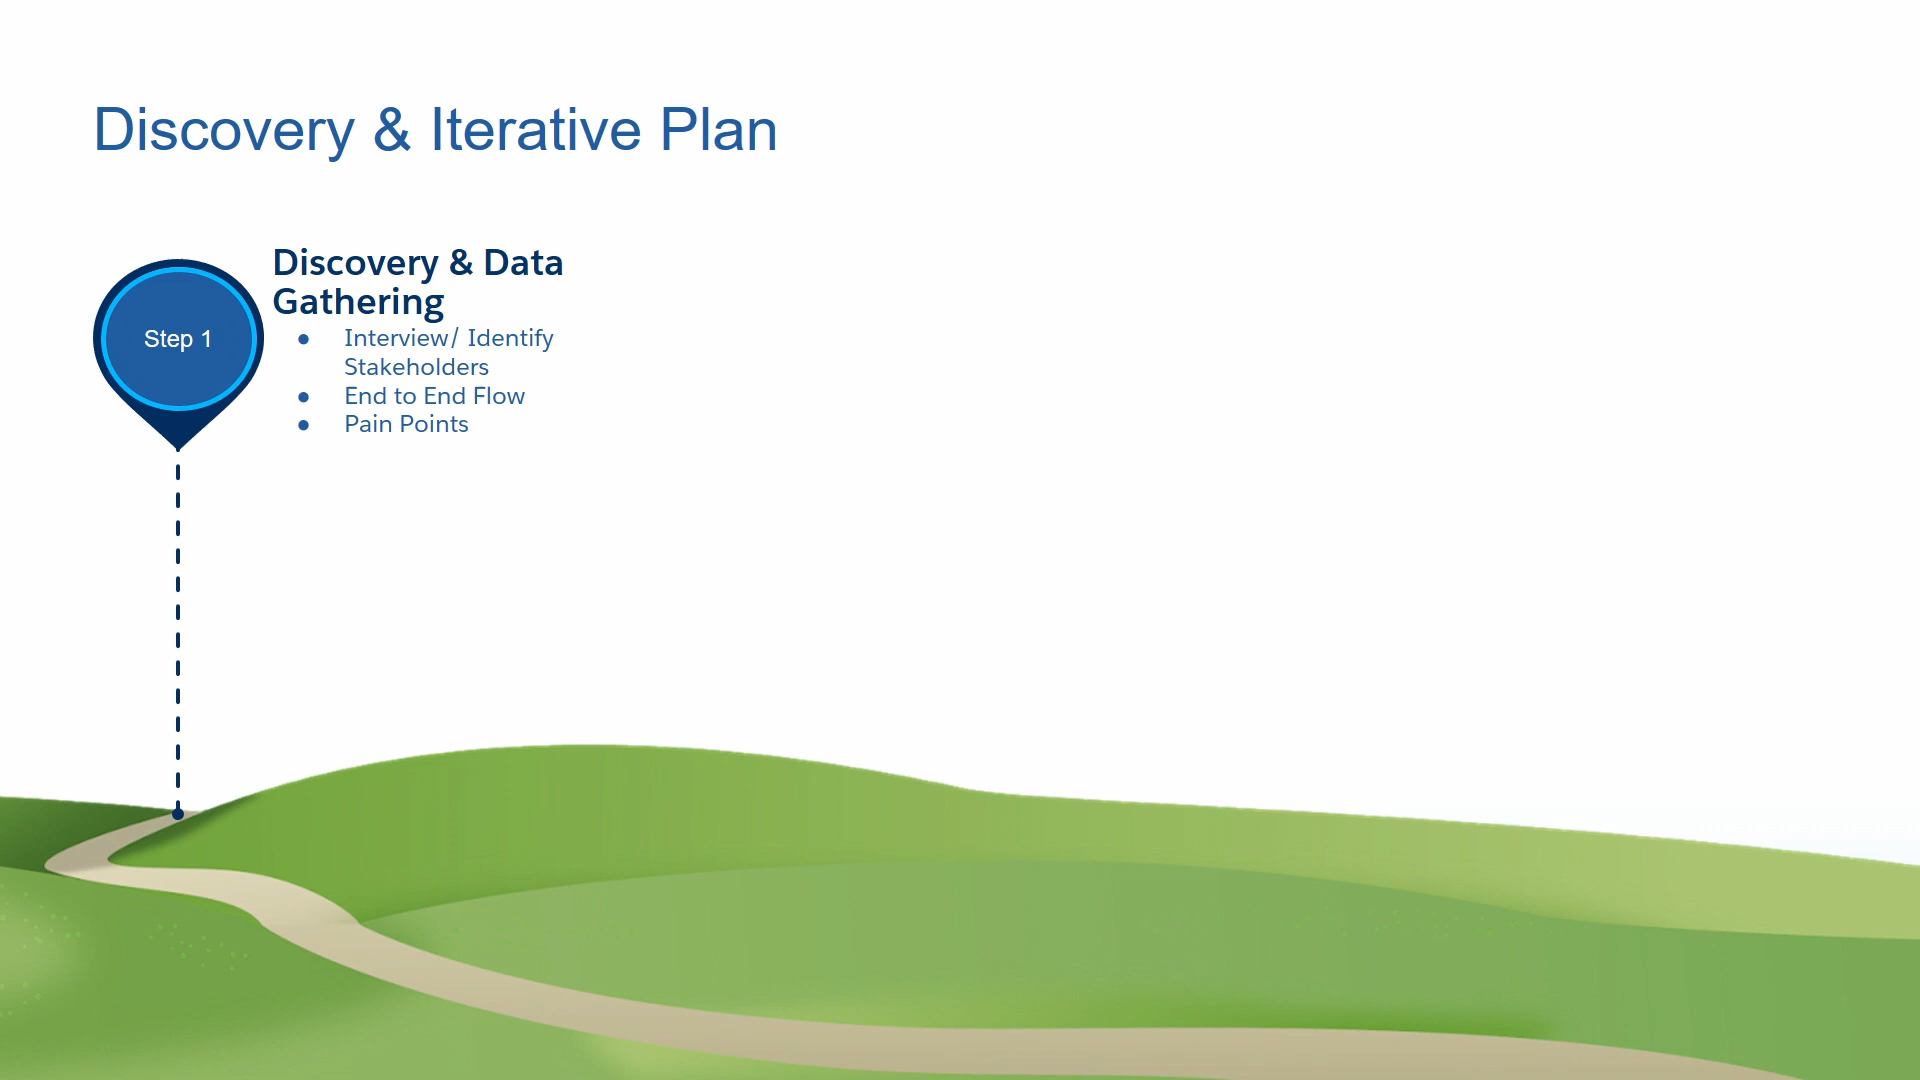 Discovery & Iterative Plan
Step 1
Discovery & Data
Gathering
● Interview/ Identify
Stakeholders
● End to End Flow
● Pain Points